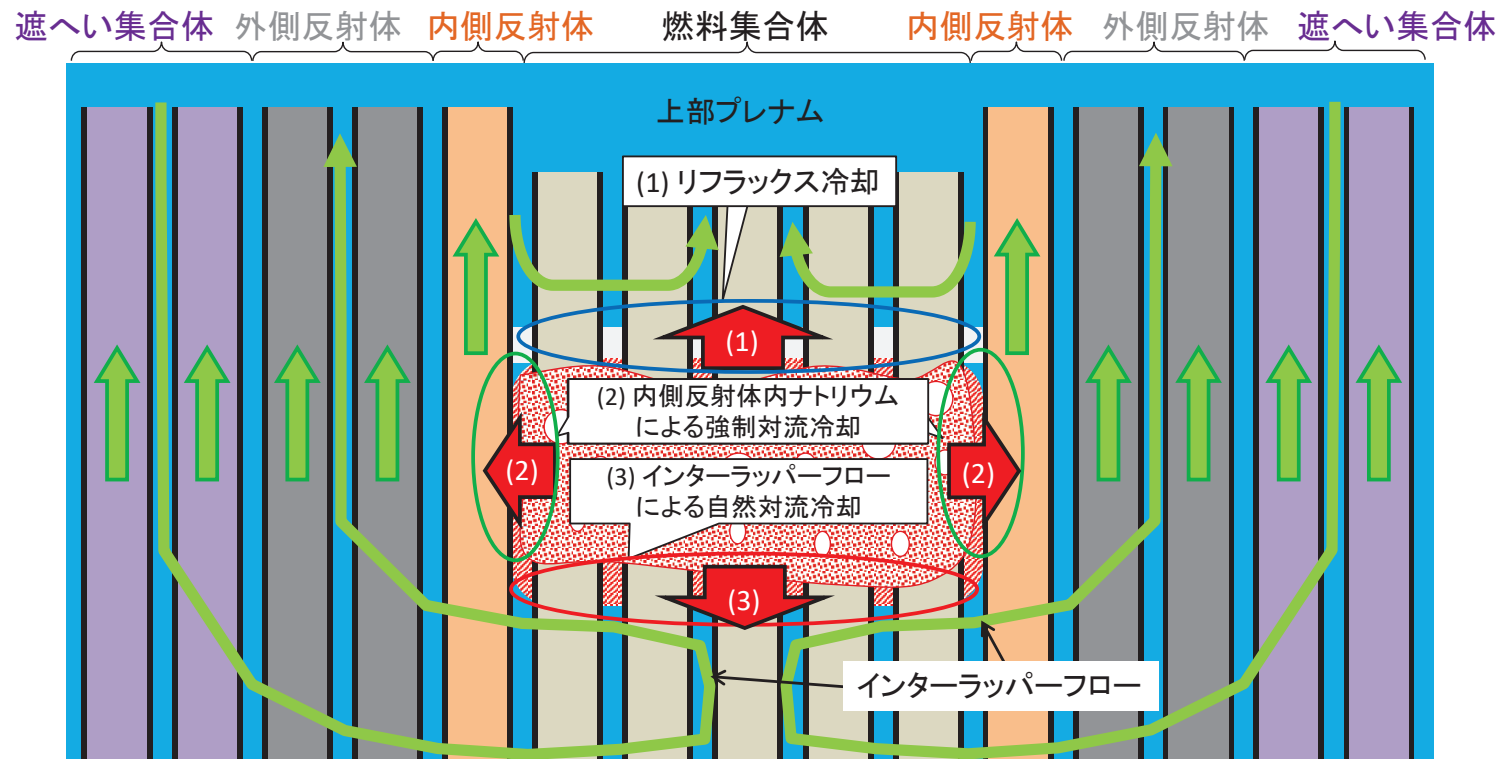 遮へい集合体 外側反射体 内側反射体 燃料集合体 内側反射体 外側反射体 遮へい集合体
上部プレナム
(1) リフラックス冷却
(1)
(2) 内側反射体内ナトリウム
による強制対流冷却
(2)
(2)
(3) インターラッパーフロー
による自然対流冷却
(3)
インターラッパーフロー